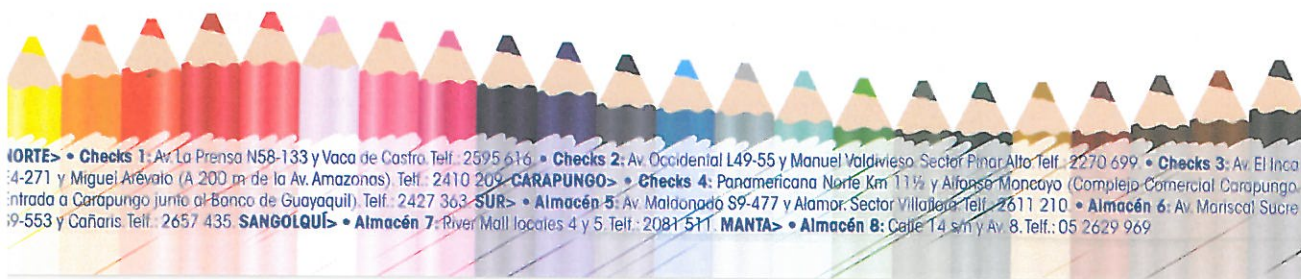 NORTE> • Checks 1: Av. La Prensa N58-133 y Vaca de Castro. Telf.: 2595 616. • Checks 2: Av. Occidental L49-55 y Manuel Valdivieso. Sector Pinar Alto Telf.: 2270 699. • Checks 3: Av. El Inca
E4-271 y Miguel Arévalo (A 200 m de la Av. Amazonas). Telf.: 2410 209. CARAPUNGO> • Checks 4: Panamericana Norte Km 11½ y Alfonso Moncayo (Complejo Comercial Carapungo.
Entrada a Carapungo junto al Banco de Guayaquil). Telf.: 2427 363. SUR> • Almacén 5: Av. Maldonado S9-477 y Alamor. Sector Villaflora Telf.: 2611 210. • Almacén 6: Av. Mariscal Sucre
S9-553 y Cañaris. Telf.: 2657 435. SANGOLQUÍ> • Almacén 7: River Mall locales 4 y 5. Telf.: 2081 511. MANTA> • Almacén 8: Calle 14 s/n y Av. 8. Telf.: 05 2629 969